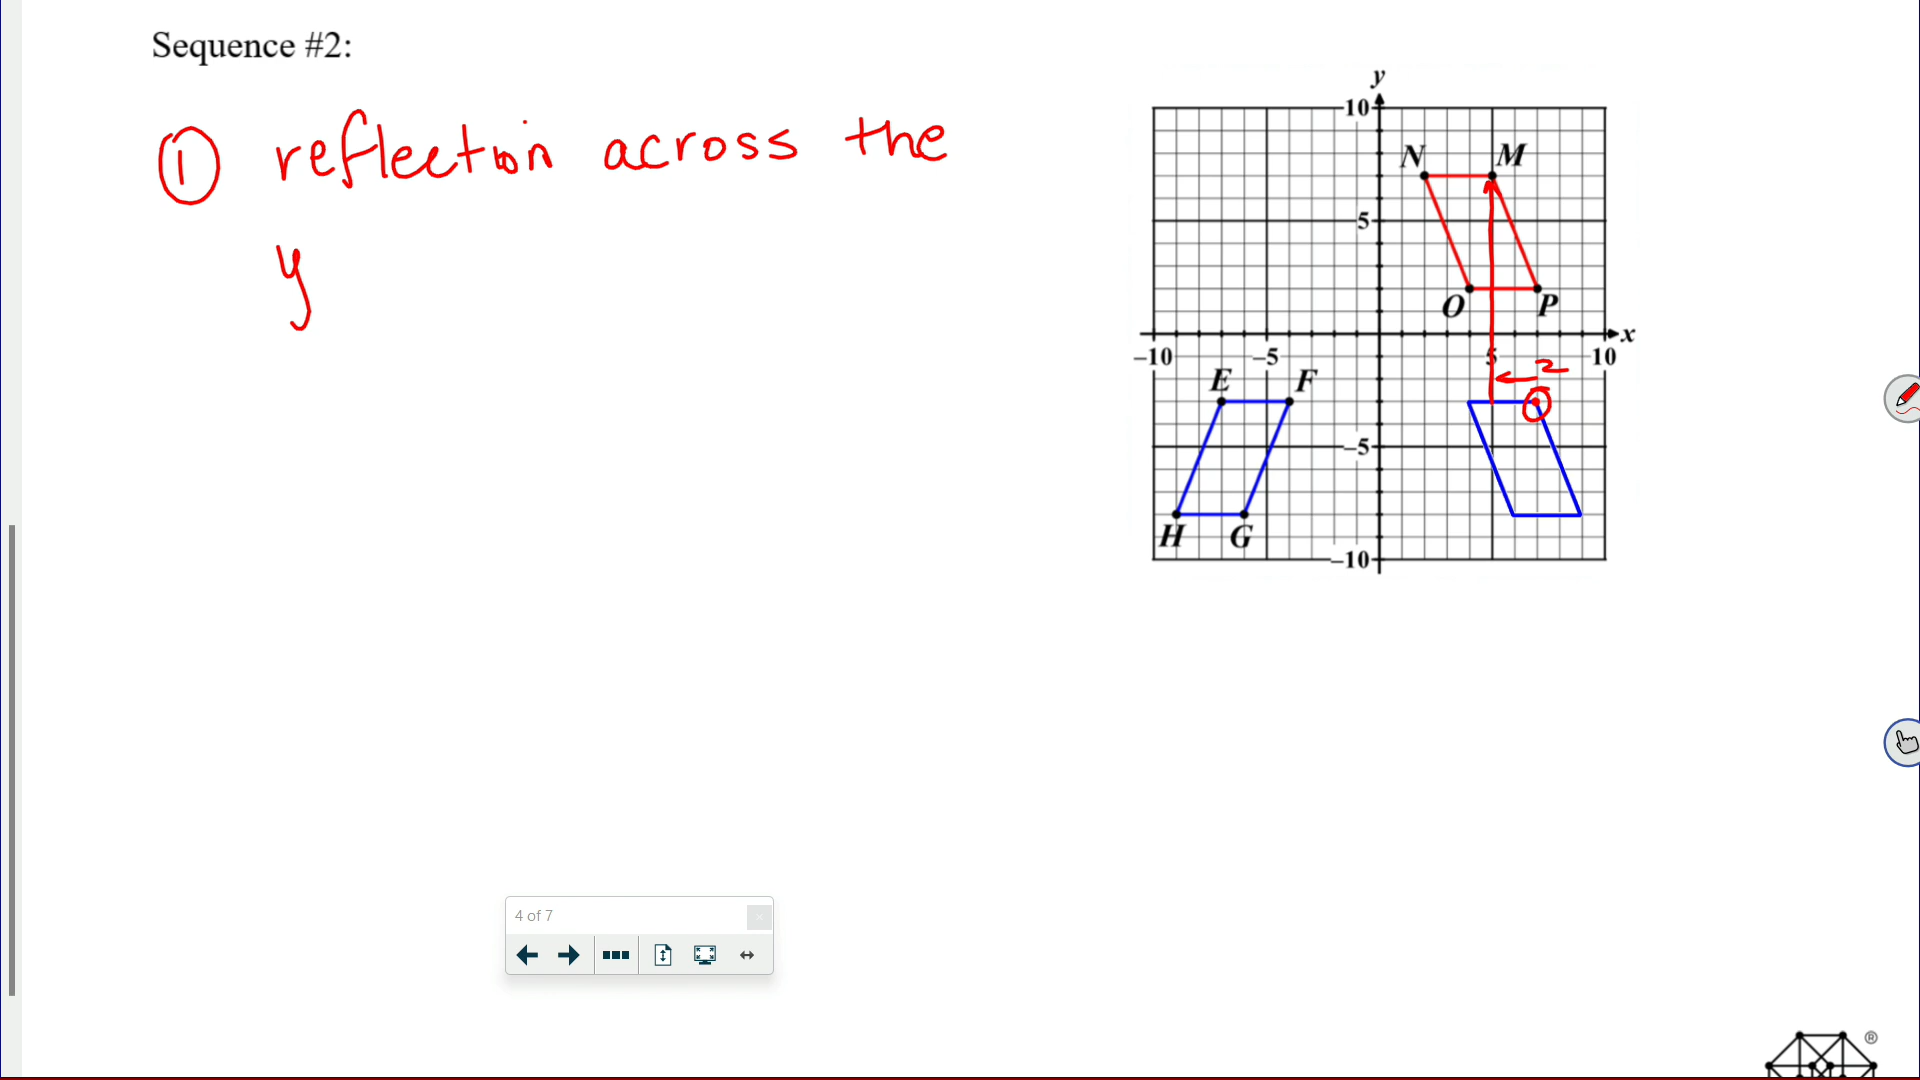 Sequence #2:
① reflection across the
y
y
10
N M
5
O P
x
−10 −5 5 10
2
E F
−5
H G
−10
4 of 7
®